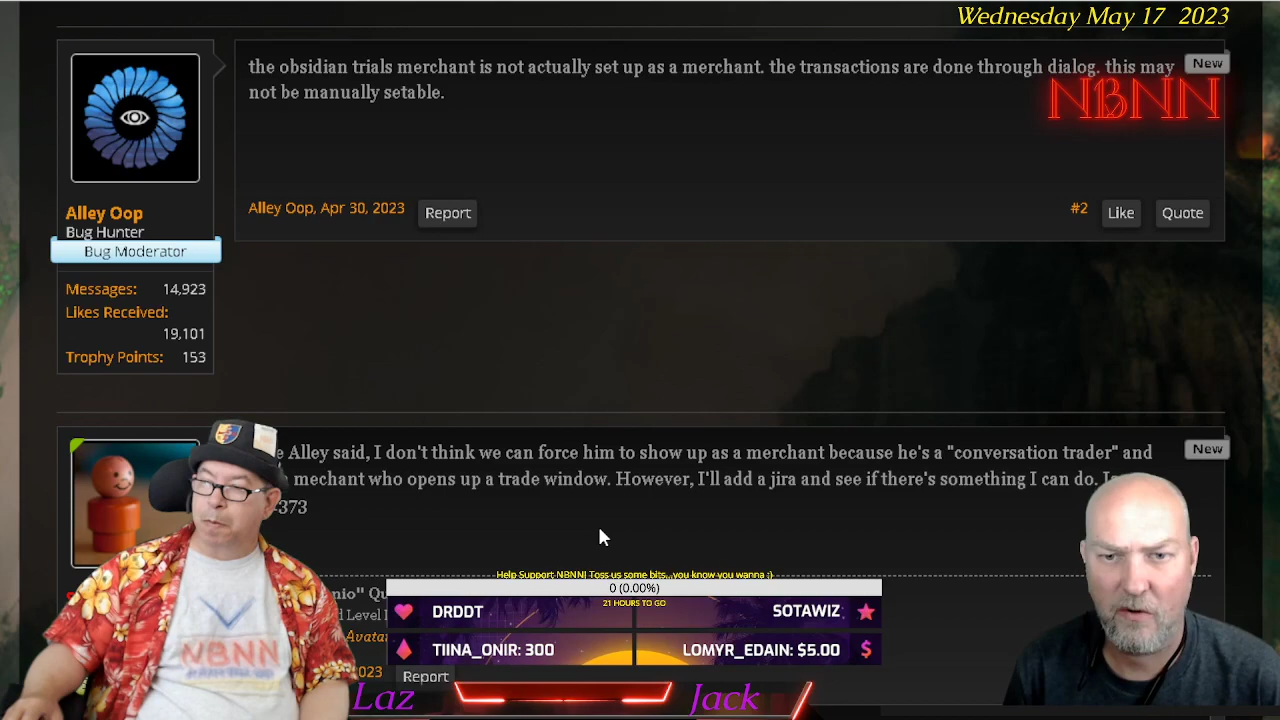 Wednesday May 17 2023
the obsidian trials merchant is not actually set up as a merchant. the transactions are done through dialog. this may
not be manually setable.
New
NBNN
Alley Oop
Bug Hunter
Bug Moderator
Alley Oop, Apr 30, 2023
Report
#2
Like
Quote
Messages: 14,923
Likes Received:
19,101
Trophy Points: 153
Alley said, I don't think we can force him to show up as a merchant because he's a "conversation trader" and
mechant who opens up a trade window. However, I'll add a jira and see if there's something I can do.
-373
New
Help Support NBNN! Toss us some bits...you know you wanna :)
0 (0.00%)
21 HOURS TO GO
DRDDT
SOTAWIZ
TIINA_ONIR: 300
LOMYR_EDAIN: $5.00
Level
Avata
023
Report
NBNN
Laz
Jack